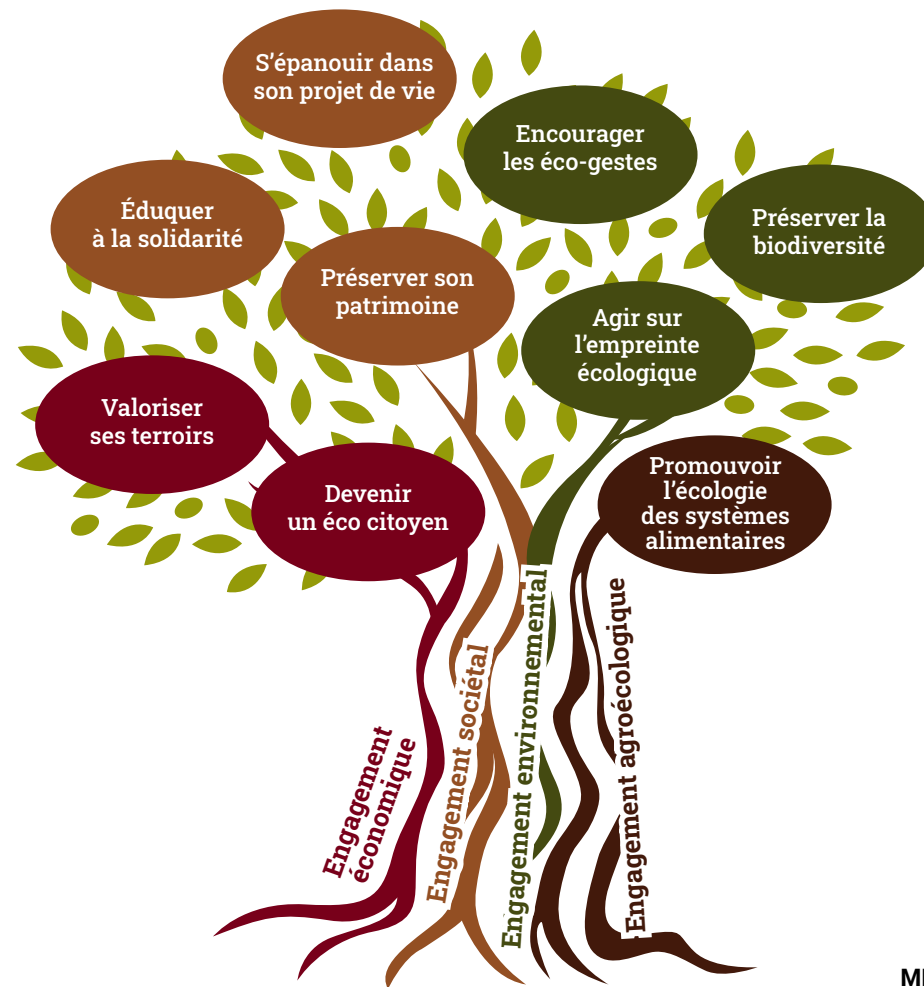 S'épanouir dans
son projet de vie
Encourager
les éco-gestes
Éduquer
à la solidarité
Préserver la
biodiversité
Préserver son
patrimoine
Agir sur
l'empreinte
écologique
Valoriser
ses terroirs
Devenir
un éco citoyen
Promouvoir
l'écologie
des systèmes
alimentaires
Engagement
économique
Engagement sociétal
Engagement environnemental
Engagement agroécologique